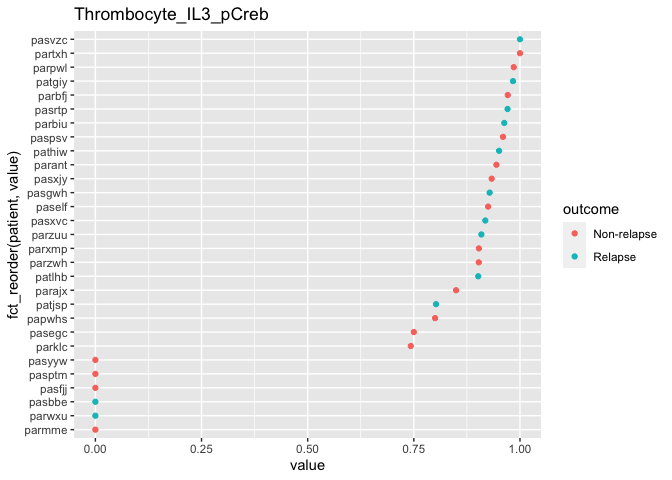 Thrombocyte_IL3_pCreb
fct_reorder(patient, value)
pasvzc
partxh
parpwl
patgiy
parbfj
pasrtp
parbiu
paspsv
pathiw
parant
pasxjy
pasgwh
paself
pasxvc
parzuu
parxmp
parzwh
patlhb
parajx
patjsp
papwhs
pasegc
parklc
pasyyw
pasptm
pasfjj
pasbbe
parwxu
parmme
0.00 0.25 0.50 0.75 1.00
value
outcome
Non-relapse
Relapse